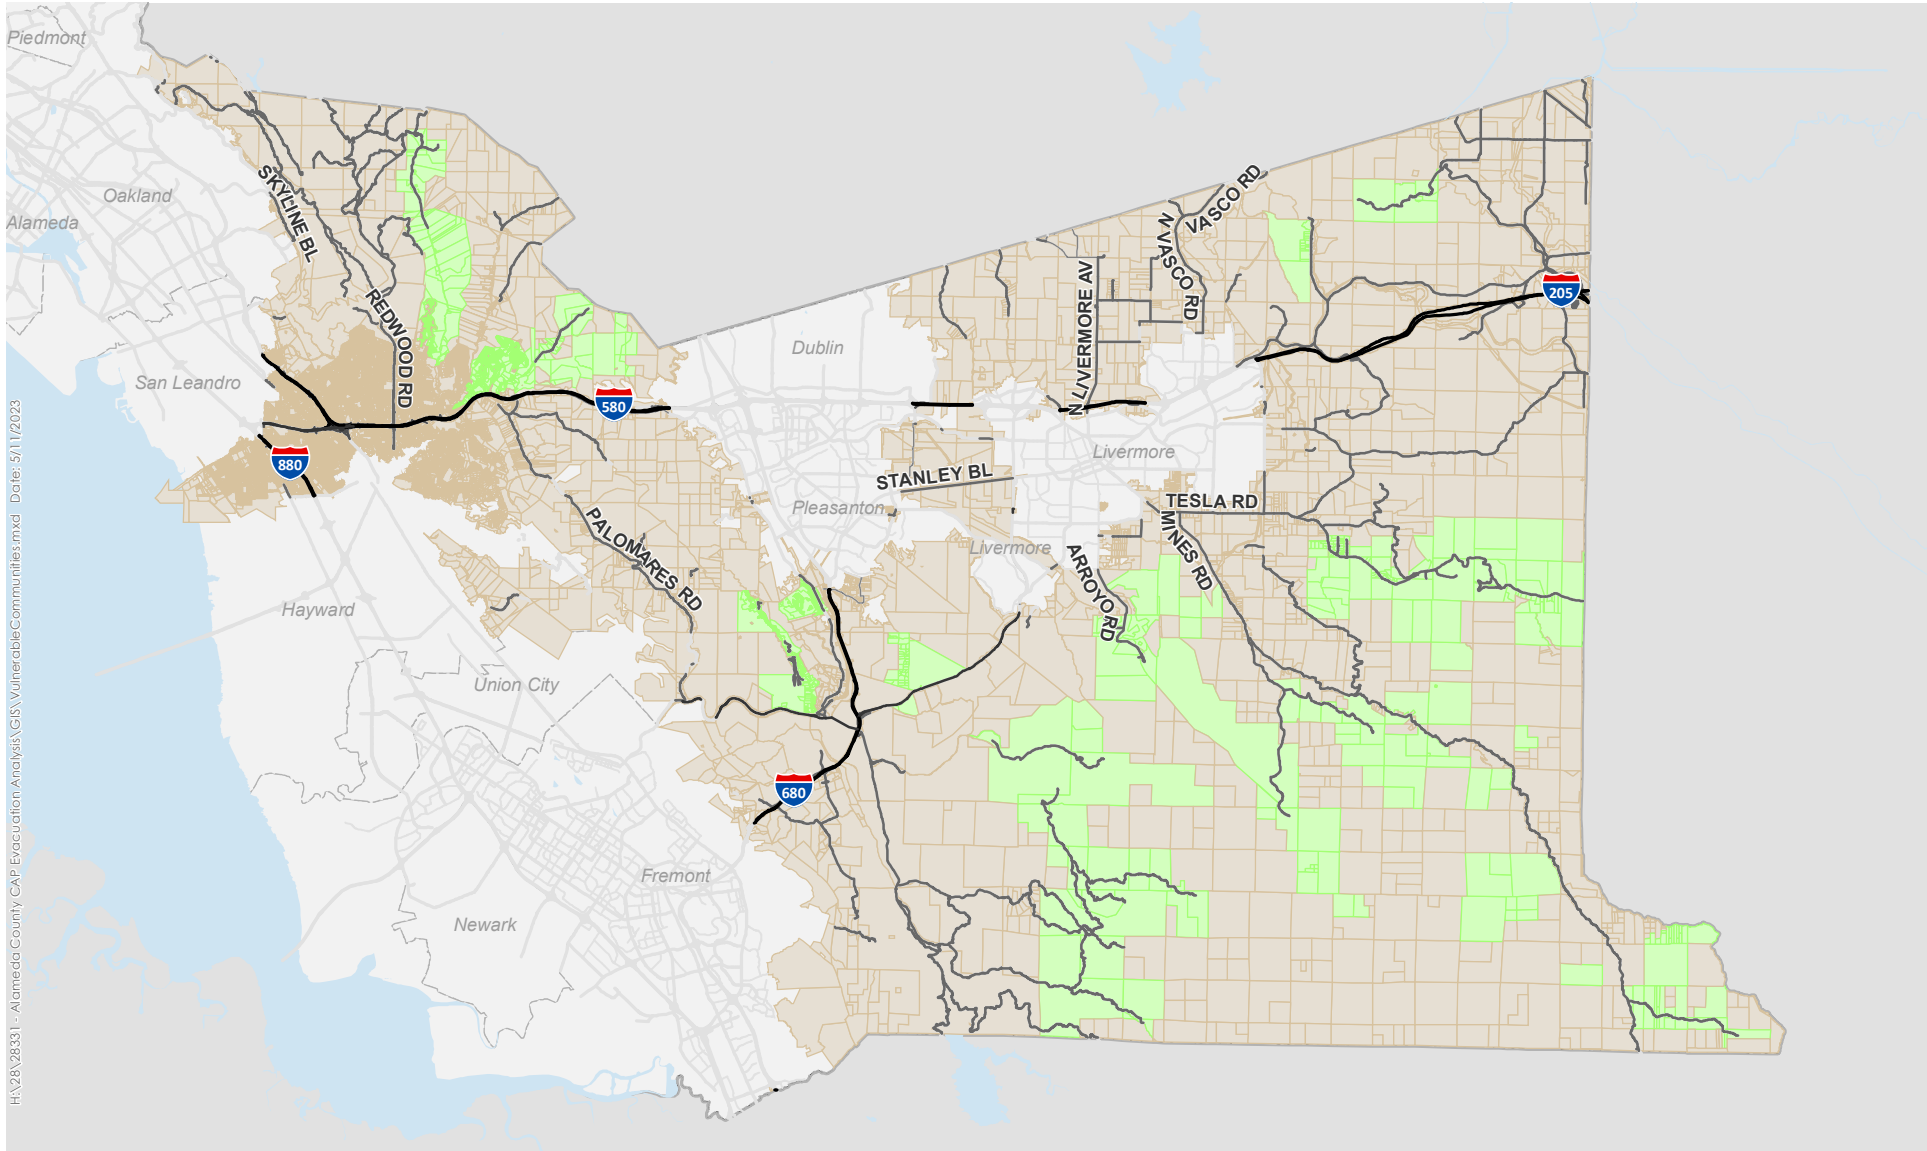 Piedmont
Oakland
Alameda
SKYLINE BL
REDWOOD RD
San Leandro
580
880
Dublin
N LIVERMORE AV
N VASCO RD
VASCO RD
205
Livermore
STANLEY BL
Pleasanton
TESLA RD
MINES RD
Livermore
ARROYO RD
PALOMARES RD
Hayward
Union City
680
Fremont
Newark
H:\28\28331 - Alameda County CAP Evacuation Analysis\GIS\VulnerableCommunities.mxd Date: 5/11/2023